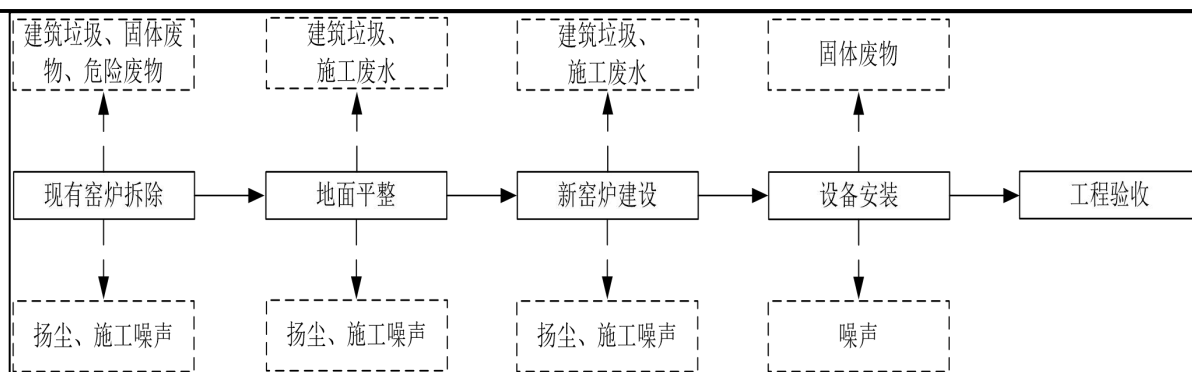 建筑垃圾、固体废
物、危险废物
建筑垃圾、
施工废水
建筑垃圾、
施工废水
固体废物
现有窑炉拆除
地面平整
新窑炉建设
设备安装
工程验收
扬尘、施工噪声
扬尘、施工噪声
扬尘、施工噪声
噪声